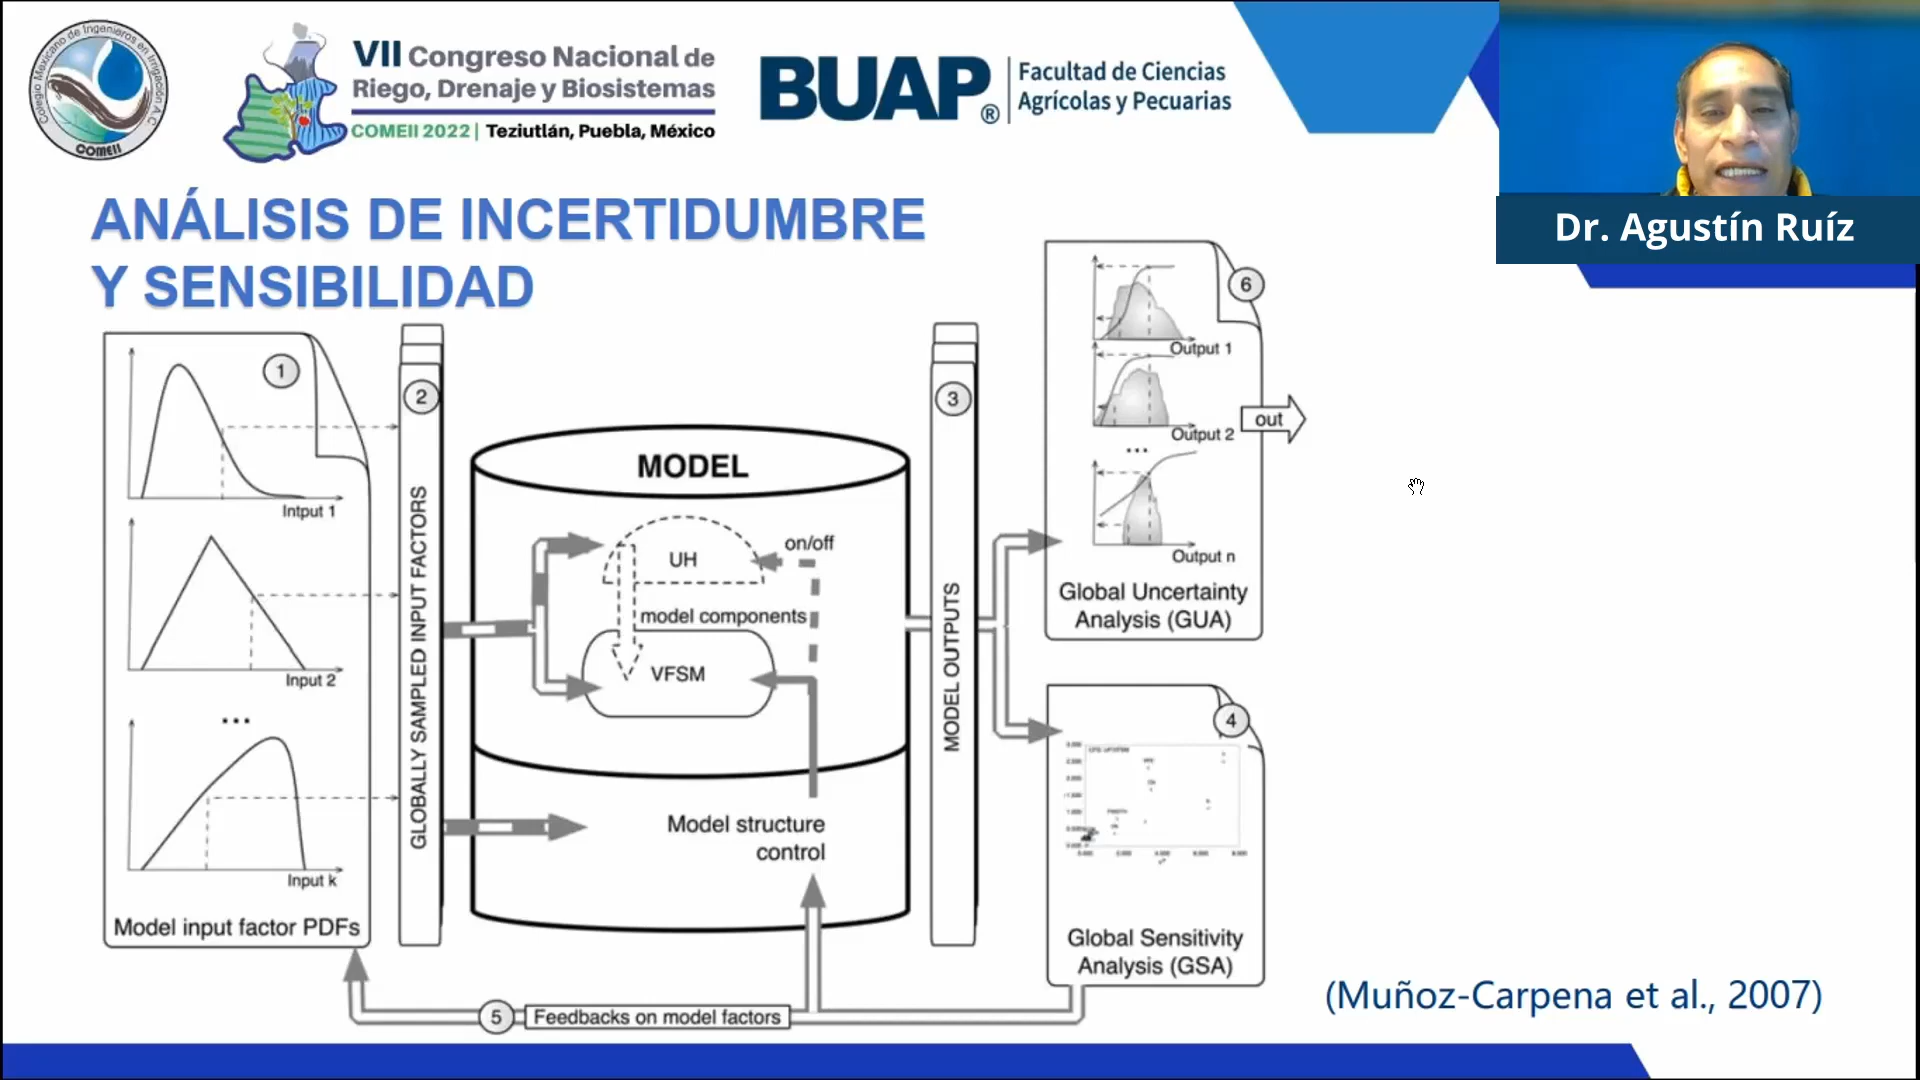 Colegio Mexicano de Ingenieros en Irrigación A.C.
COMEII
VII Congreso Nacional de
Riego, Drenaje y Biosistemas
COMEII 2022 | Teziutlán, Puebla, México
BUAP®
Facultad de Ciencias
Agrícolas y Pecuarias
Dr. Agustín Ruíz
ANÁLISIS DE INCERTIDUMBRE
Y SENSIBILIDAD
1
Intput 1
Input 2
...
Input k
Model input factor PDFs
2
GLOBALLY SAMPLED INPUT FACTORS
MODEL
UH
on/off
model components
VFSM
Model structure
control
3
MODEL OUTPUTS
6
Output 1
Output 2
...
Output n
out
Global Uncertainty
Analysis (GUA)
4
Global Sensitivity
Analysis (GSA)
5
Feedbacks on model factors
(Muñoz-Carpena et al., 2007)